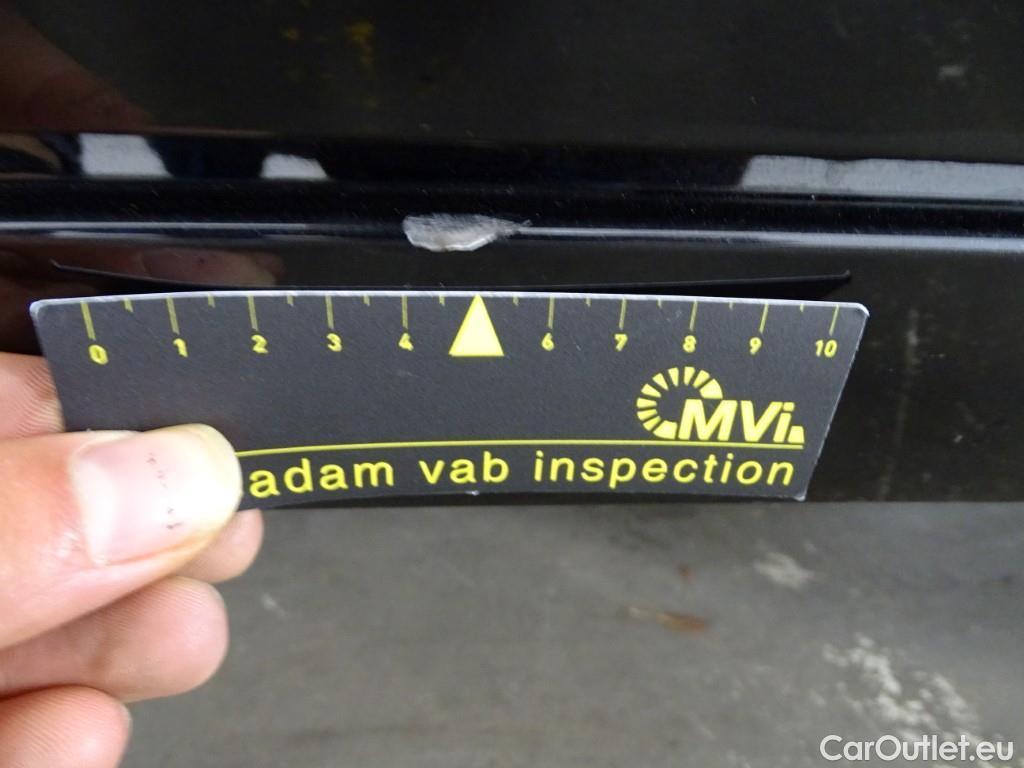 0 1 2 3 4 6 7 8 9 10
MVi
adam vab inspection
CarOutlet.eu